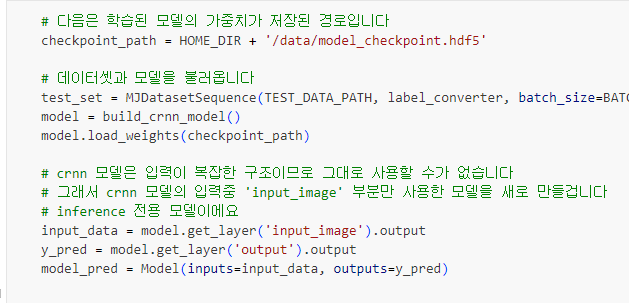 # 다음은 학습된 모델의 가중치가 저장된 경로입니다
checkpoint_path = HOME_DIR + '/data/model_checkpoint.hdf5'
# 데이터셋과 모델을 불러옵니다
test_set = MJDatasetSequence(TEST_DATA_PATH, label_converter, batch_size=BATC
model = build_crnn_model()
model.load_weights(checkpoint_path)
# crnn 모델은 입력이 복잡한 구조이므로 그대로 사용할 수가 없습니다
# 그래서 crnn 모델의 입력중 'input_image' 부분만 사용한 모델을 새로 만들겁니다
# inference 전용 모델이에요
input_data = model.get_layer('input_image').output
y_pred = model.get_layer('output').output
model_pred = Model(inputs=input_data, outputs=y_pred)